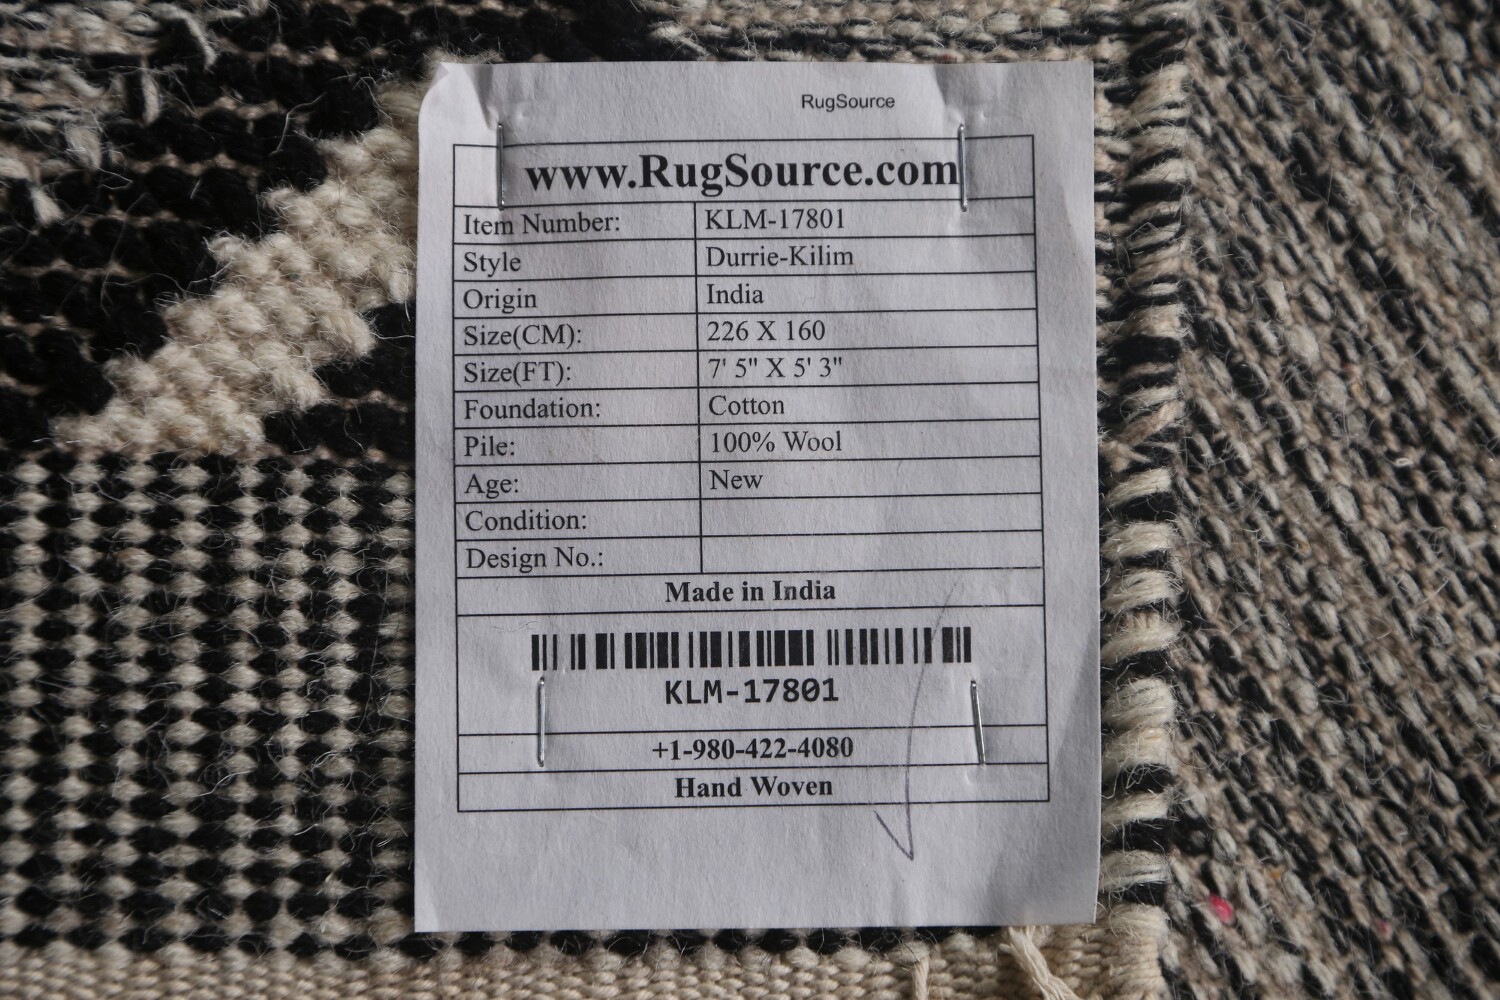 RugSource
www.RugSource.com
Item Number: KLM-17801
Style Durrie-Kilim
Origin India
Size(CM): 226 X 160
Size(FT): 7' 5" X 5' 3"
Foundation: Cotton
Pile: 100% Wool
Age: New
Condition:
Design No.:
Made in India
KLM-17801
+1-980-422-4080
Hand Woven